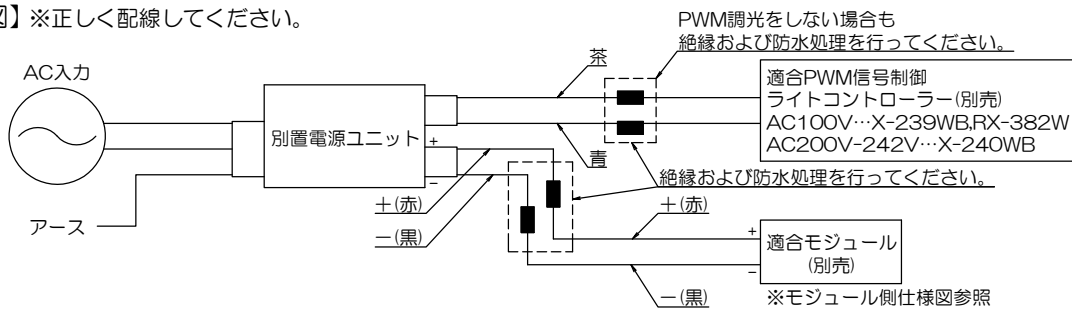 図】※正しく配線してください。
PWM調光をしない場合も
絶縁および防水処理を行ってください。
AC入力
茶
適合PWM信号制御
ライトコントローラー(別売)
AC100V…X-239WB,RX-382W
AC200V-242V…X-240WB
別置電源ユニット
+
−
青
絶縁および防水処理を行ってください。
アース
＋(赤)
−(黒)
＋(赤)
−(黒)
+
−
適合モジュール
(別売)
※モジュール側仕様図参照